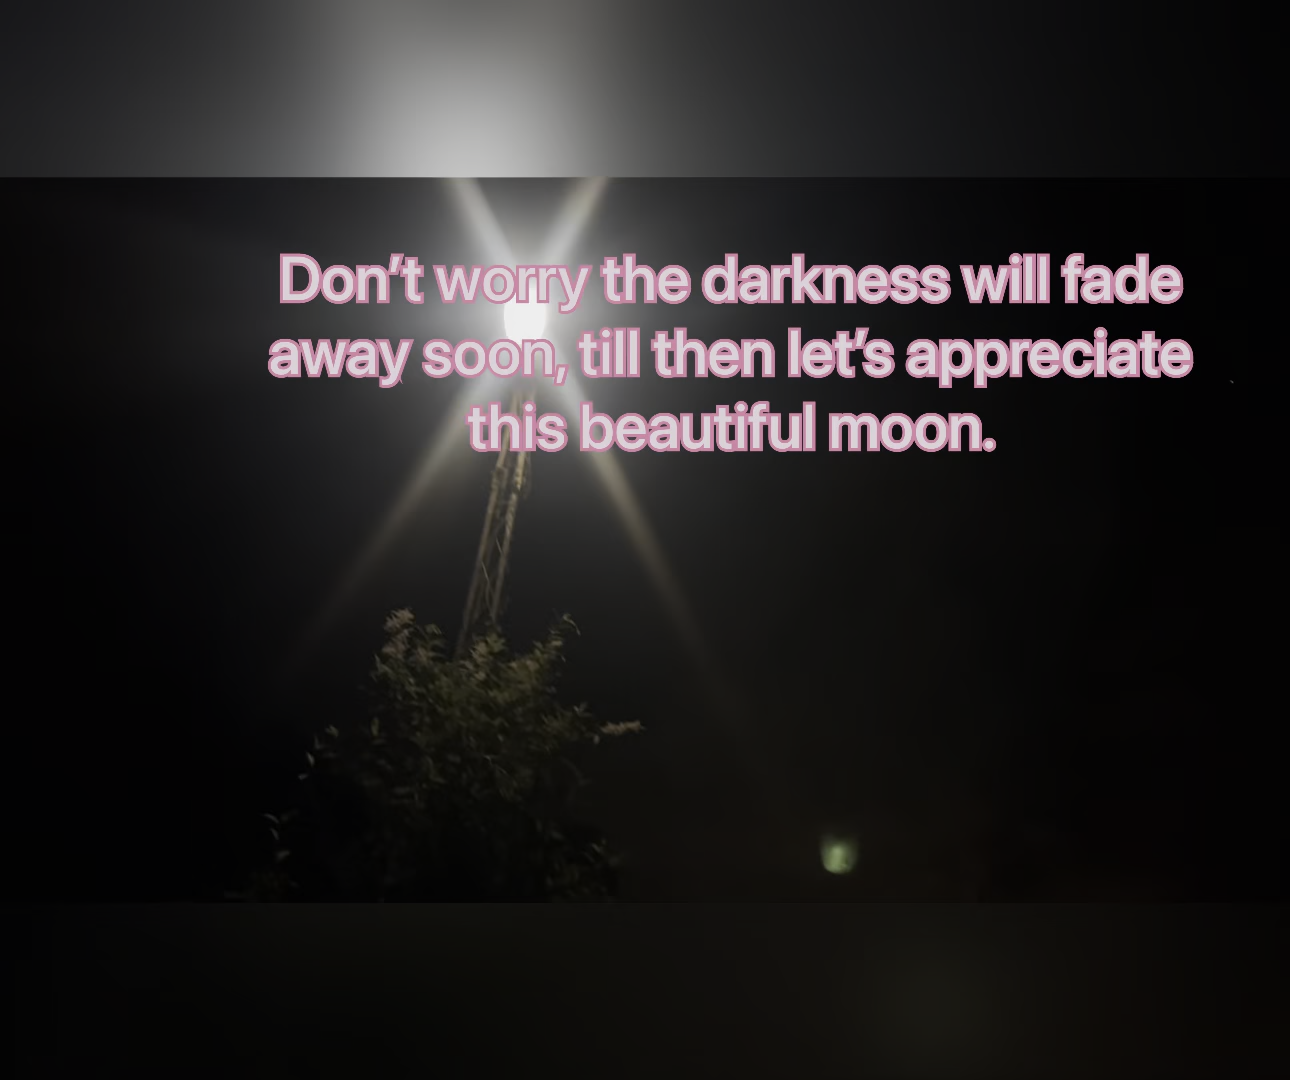 Don’t worry the darkness will fade
away soon, till then let’s appreciate
this beautiful moon.